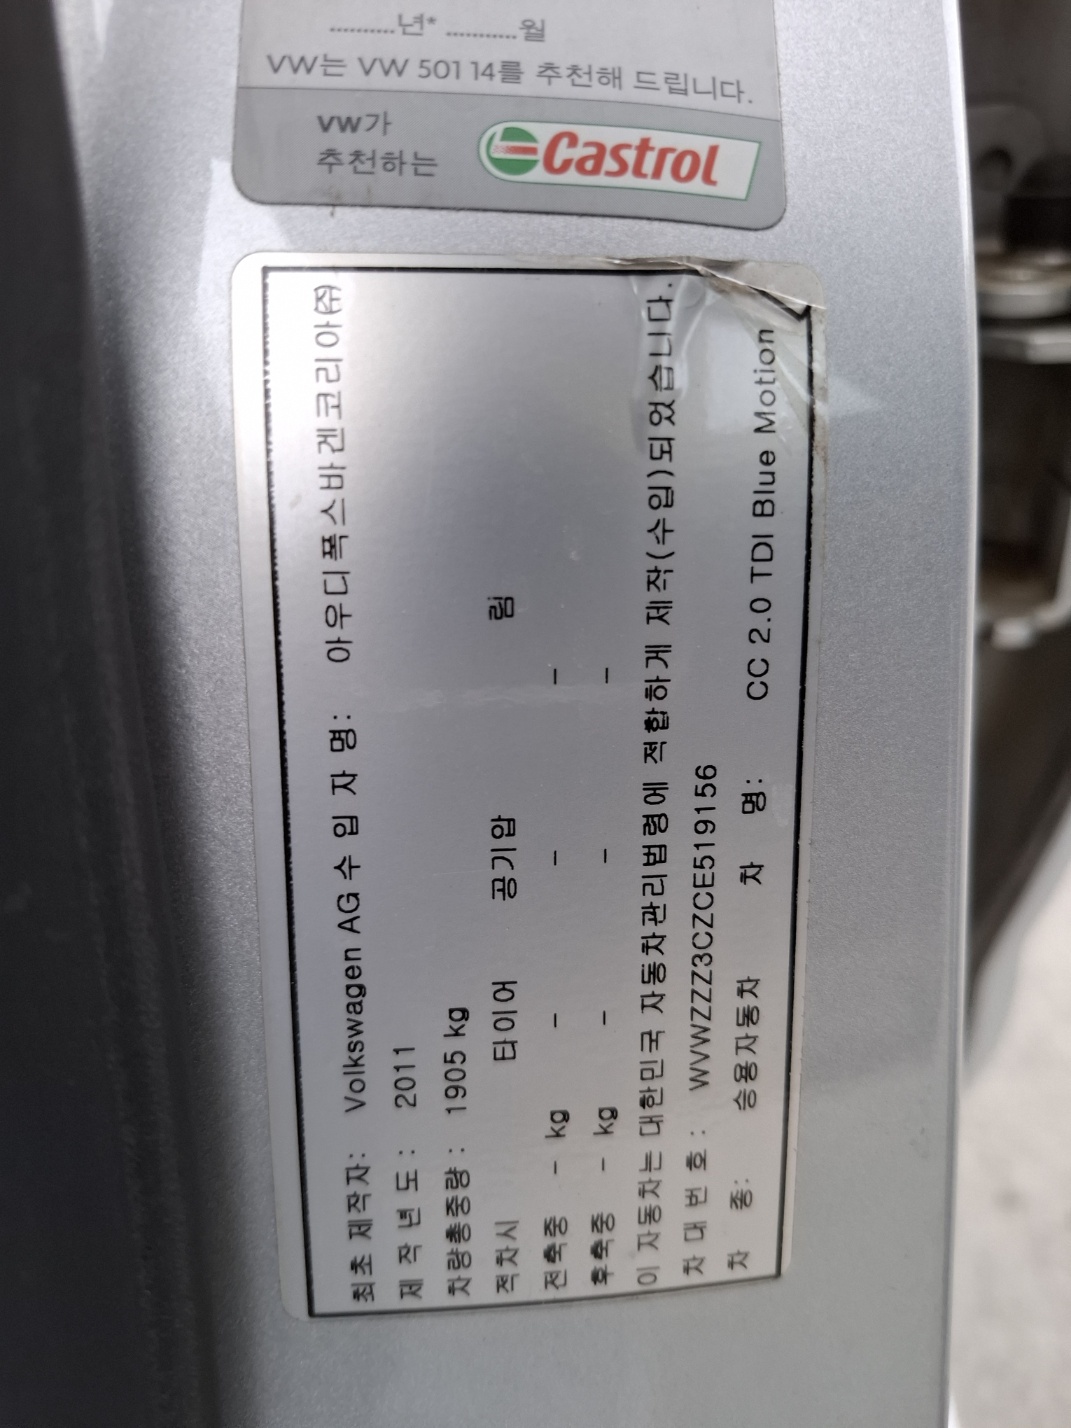 ..........년* ...........월
VW는 VW 501 14를 추천해 드립니다.
VW가
추천하는
Castrol
최초 제작자: Volkswagen AG 수 입 자 명: 아우디폭스바겐코리아㈜
제 작 년 도 : 2011
차량총중량 : 1905 kg
적차시 타이어 공기압 림
전축중 - kg - - -
후축중 - kg - - -
이 자동차는 대한민국 자동차관리법령에 적합하게 제작(수입)되었습니다.
차 대 번 호 : WVWZZZ3CZCE519156
차 종: 승용자동차 차 명: CC 2.0 TDI Blue Motion